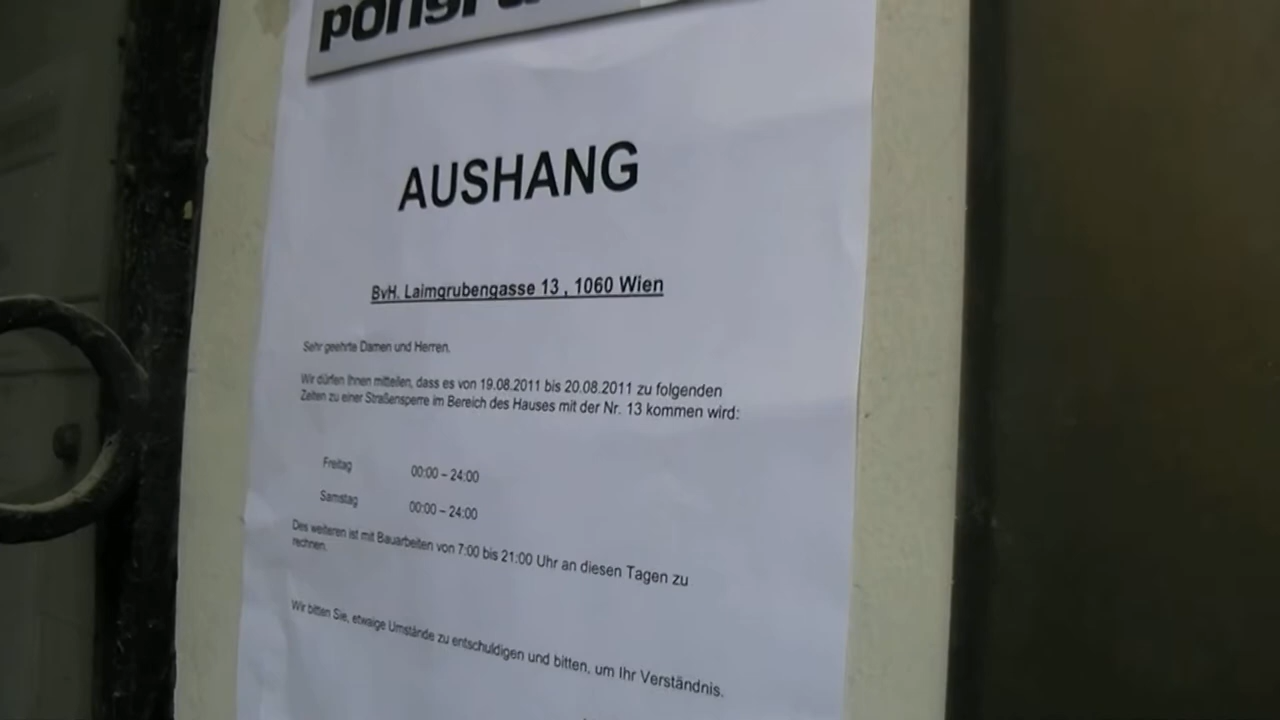 AUSHANG
BvH. Laimgrubengasse 13 , 1060 Wien
Sehr geehrte Damen und Herren,
Wir dürfen Ihnen mitteilen, dass es von 19.08.2011 bis 20.08.2011 zu folgenden
Zeiten zu einer Straßensperre im Bereich des Hauses mit der Nr. 13 kommen wird:
Freitag 00:00 – 24:00
Samstag 00:00 – 24:00
Des weiteren ist mit Bauarbeiten von 7:00 bis 21:00 Uhr an diesen Tagen zu
rechnen.
Wir bitten Sie, etwaige Umstände zu entschuldigen und bitten, um Ihr Verständnis.